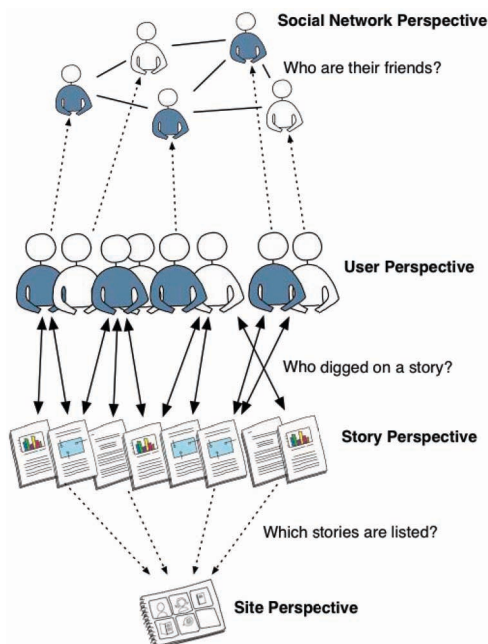 Social Network Perspective
Who are their friends?
User Perspective
Who digged on a story?
Story Perspective
Which stories are listed?
Site Perspective